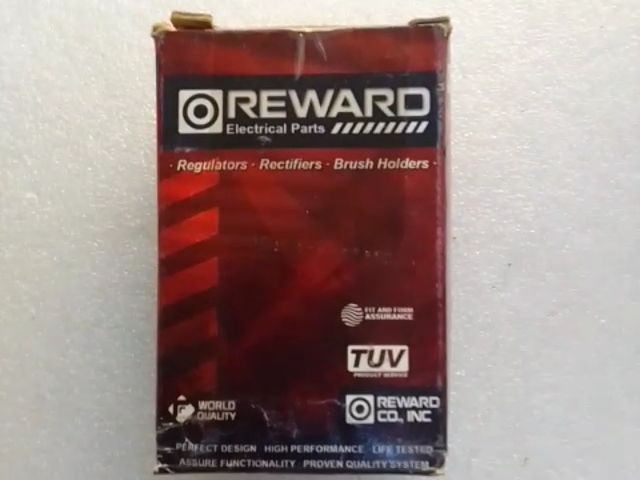 REWARD
Electrical Parts
· Regulators · Rectifiers · Brush Holders ·
FIT AND FORM
ASSURANCE
TUV
PRODUCT SERVICE
WORLD
QUALITY
REWARD
CO., INC
PERFECT DESIGN HIGH PERFORMANCE LIFE TESTED
ASSURE FUNCTIONALITY PROVEN QUALITY SYSTEM